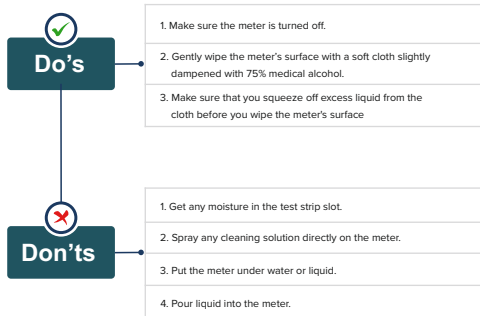 Do's
1. Make sure the meter is turned off.
2. Gently wipe the meter's surface with a soft cloth slightly
dampened with 75% medical alcohol.
3. Make sure that you squeeze off excess liquid from the
cloth before you wipe the meter's surface
Don'ts
1. Get any moisture in the test strip slot.
2. Spray any cleaning solution directly on the meter.
3. Put the meter under water or liquid.
4. Pour liquid into the meter.